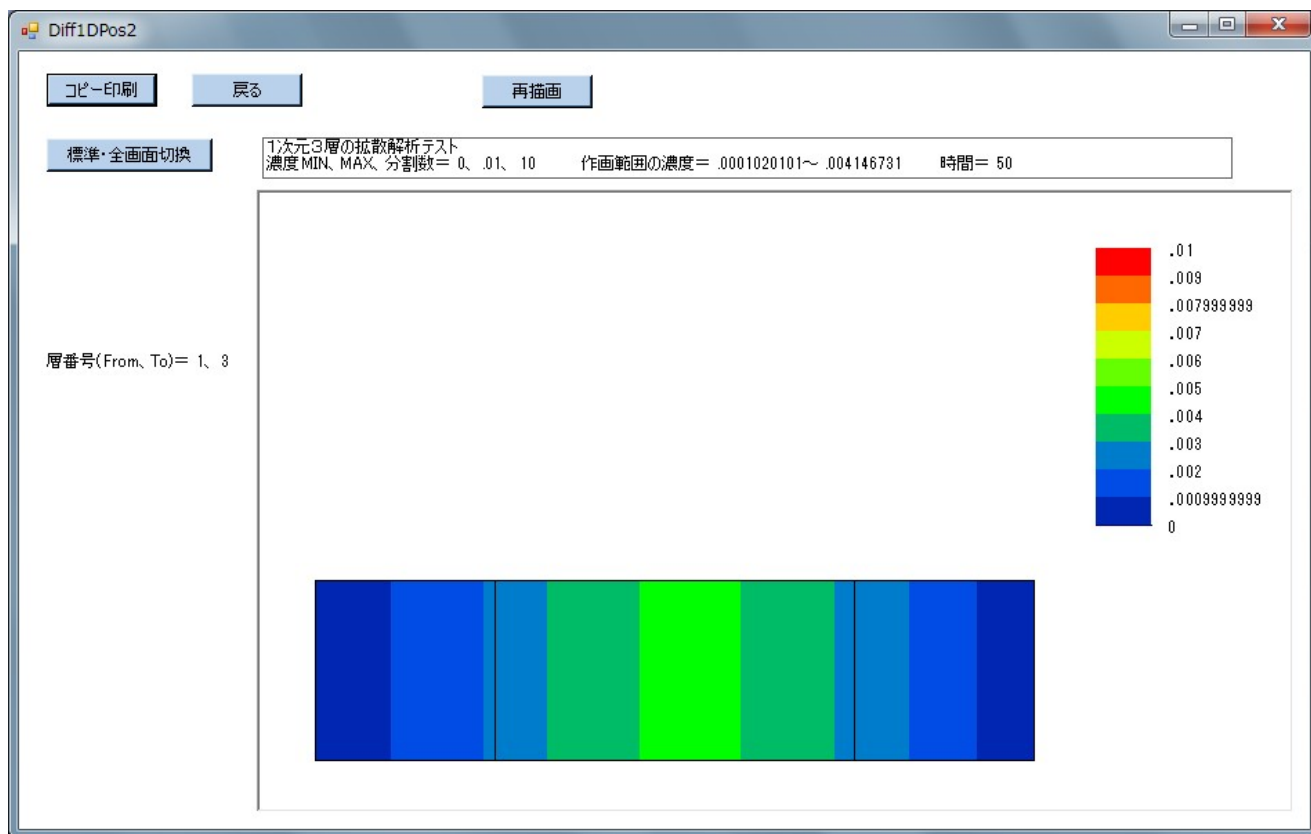 Diff1DPos2
コピー印刷
戻る
再描画
標準・全画面切換
1次元3層の拡散解析テスト
濃度MIN、MAX、分割数= 0、 .01、 10 作画範囲の濃度= .0001020101～ .004146731 時間= 50
.01
.009
.007999999
.007
.006
.005
.004
.003
.002
.0009999999
0
層番号(From、To)= 1、 3